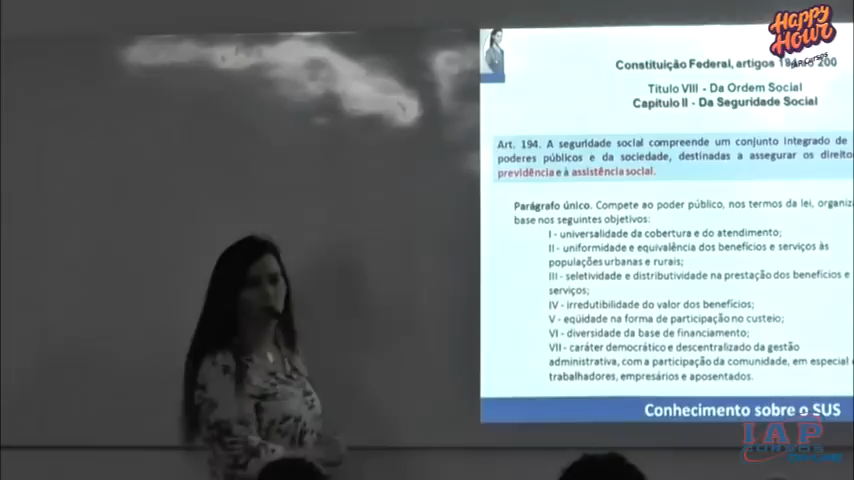 HAPPY
HOUR
IAP CURSOS
Constituição Federal, artigos 200
Título VIII - Da Ordem Social
Capítulo II - Da Seguridade Social
Art. 194. A seguridade social compreende um conjunto integrado de
poderes públicos e da sociedade, destinadas a assegurar os direito
previdência e à assistência social.
Parágrafo único. Compete ao poder público, nos termos da lei, organiza
base nos seguintes objetivos:
I - universalidade da cobertura e do atendimento;
II - uniformidade e equivalência dos benefícios e serviços às
populações urbanas e rurais;
III - seletividade e distributividade na prestação dos benefícios e
serviços;
IV - irredutibilidade do valor dos benefícios;
V - eqüidade na forma de participação no custeio;
VI - diversidade da base de financiamento;
VII - caráter democrático e descentralizado da gestão
administrativa, com a participação da comunidade, em especial
trabalhadores, empresários e aposentados.
Conhecimento sobre o SUS
IAP
CURSOS